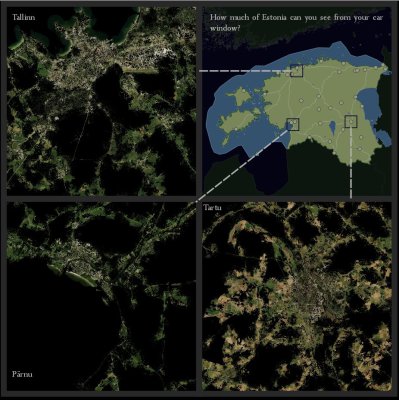 Tallinn
How much of Estonia can you see from your car
window?
Pärnu
Tartu